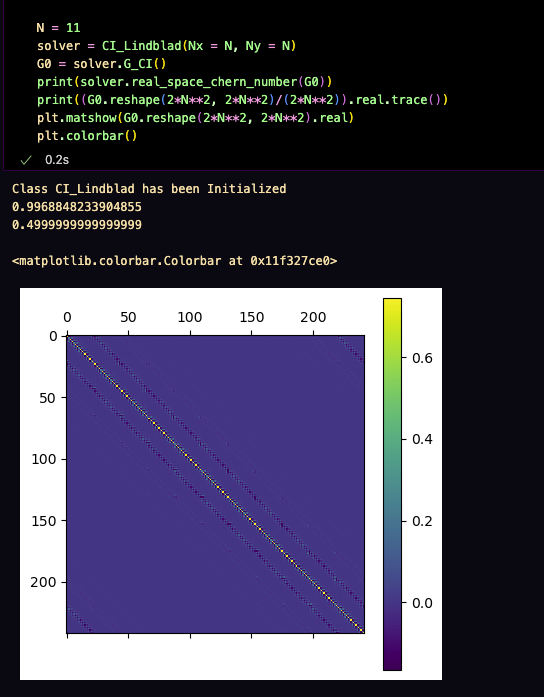 N = 11
solver = CI_Lindblad(Nx = N, Ny = N)
G0 = solver.G_CI()
print(solver.real_space_chern_number(G0))
print((G0.reshape(2*N**2, 2*N**2)/(2*N**2)).real.trace())
plt.matshow(G0.reshape(2*N**2, 2*N**2).real)
plt.colorbar()
✓ 0.2s
Class CI_Lindblad has been Initialized
0.9968848233904855
0.4999999999999999
<matplotlib.colorbar.Colorbar at 0x11f327ce0>
0 50 100 150 200
0
50
100
150
200
0.6
0.4
0.2
0.0